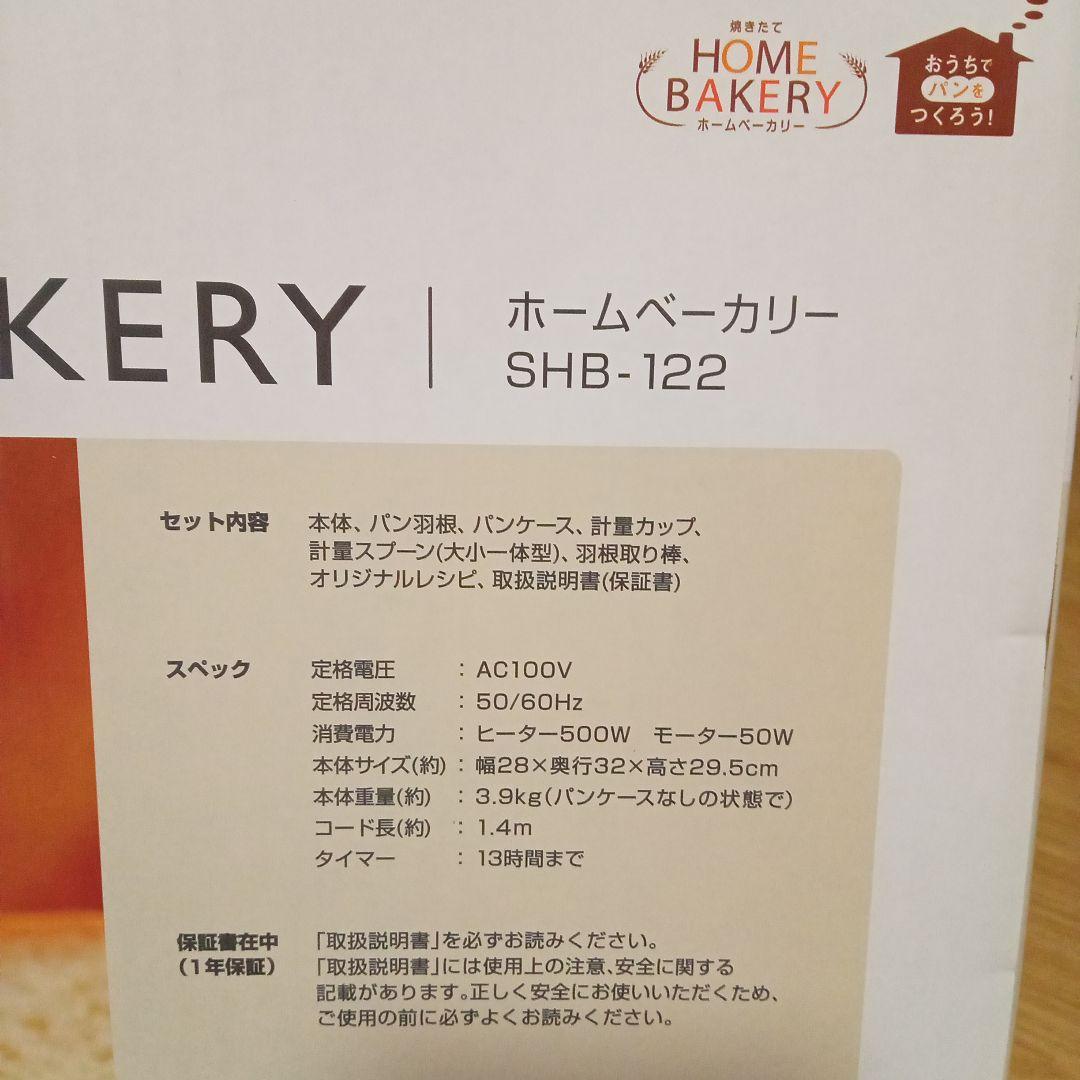 焼きたて
HOME
BAKERY
ホームベーカリー
おうちで
パンを
つくろう!
KERY
ホームベーカリー
SHB-122
セット内容 本体、パン羽根、パンケース、計量カップ、
計量スプーン(大小一体型)、羽根取り棒、
オリジナルレシピ、取扱説明書(保証書)
スペック 定格電圧 : AC100V
定格周波数 : 50/60Hz
消費電力 : ヒーター500W モーター50W
本体サイズ(約) : 幅28×奥行32×高さ29.5cm
本体重量(約) : 3.9kg(パンケースなしの状態で)
コード長(約) : 1.4m
タイマー : 13時間まで
保証書在中 「取扱説明書」を必ずお読みください。
(1年保証) 「取扱説明書」には使用上の注意、安全に関する
記載があります。正しく安全にお使いいただくため、
ご使用の前に必ずよくお読みください。